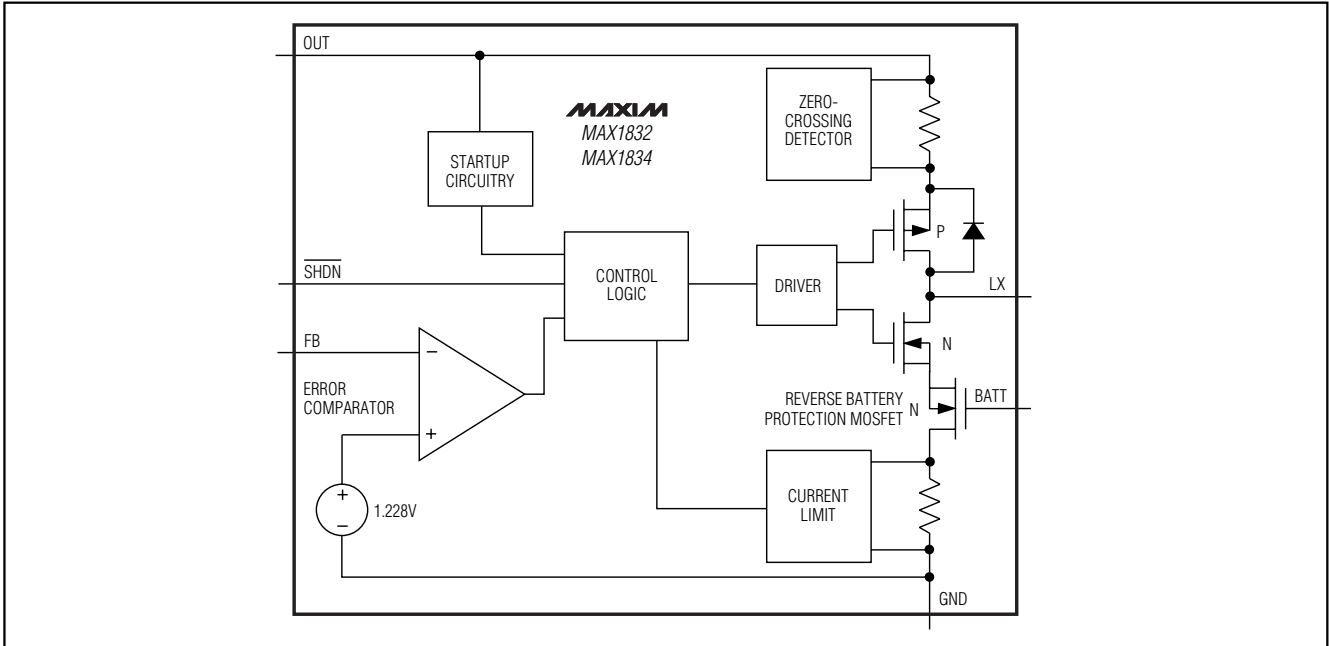 OUT
MAXIM
MAX1832
MAX1834
ZERO-
CROSSING
DETECTOR
STARTUP
CIRCUITRY
P
SHDN
CONTROL
LOGIC
DRIVER
LX
FB
−
N
ERROR
COMPARATOR
REVERSE BATTERY
PROTECTION MOSFET
N
BATT
+
CURRENT
LIMIT
+
−
1.228V
GND